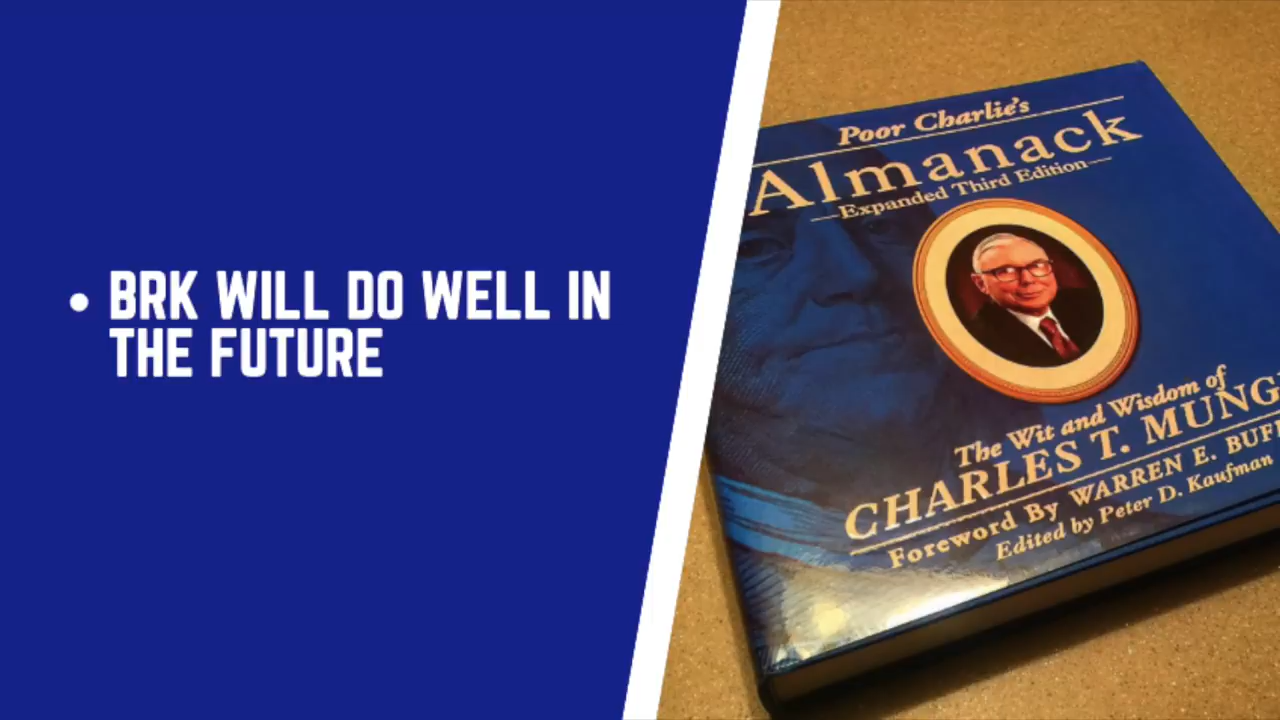 • BRK WILL DO WELL IN
THE FUTURE
Poor Charlie's
Almanack
Expanded Third Edition
The Wit and Wisdom of
CHARLES T. MUNG
Foreword By WARREN E. BUFF
Edited by Peter D. Kaufman